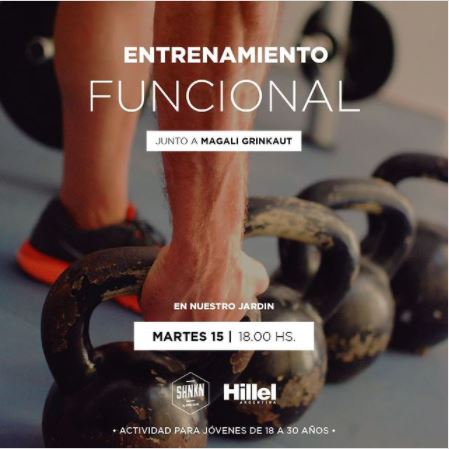 ENTRENAMIENTO
FUNCIONAL
JUNTO A MAGALI GRINKAUT
EN NUESTRO JARDIN
MARTES 15 | 18.00 HS.
SHNKN
Hillel
ARGENTINA
• ACTIVIDAD PARA JÓVENES DE 18 A 30 AÑOS •